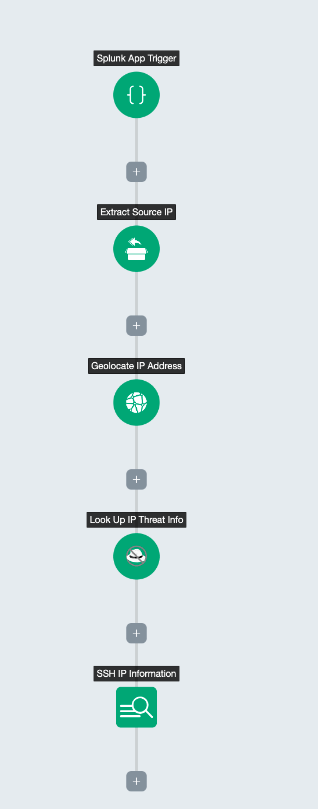 Splunk App Trigger
Extract Source IP
Geolocate IP Address
Look Up IP Threat Info
SSH IP Information